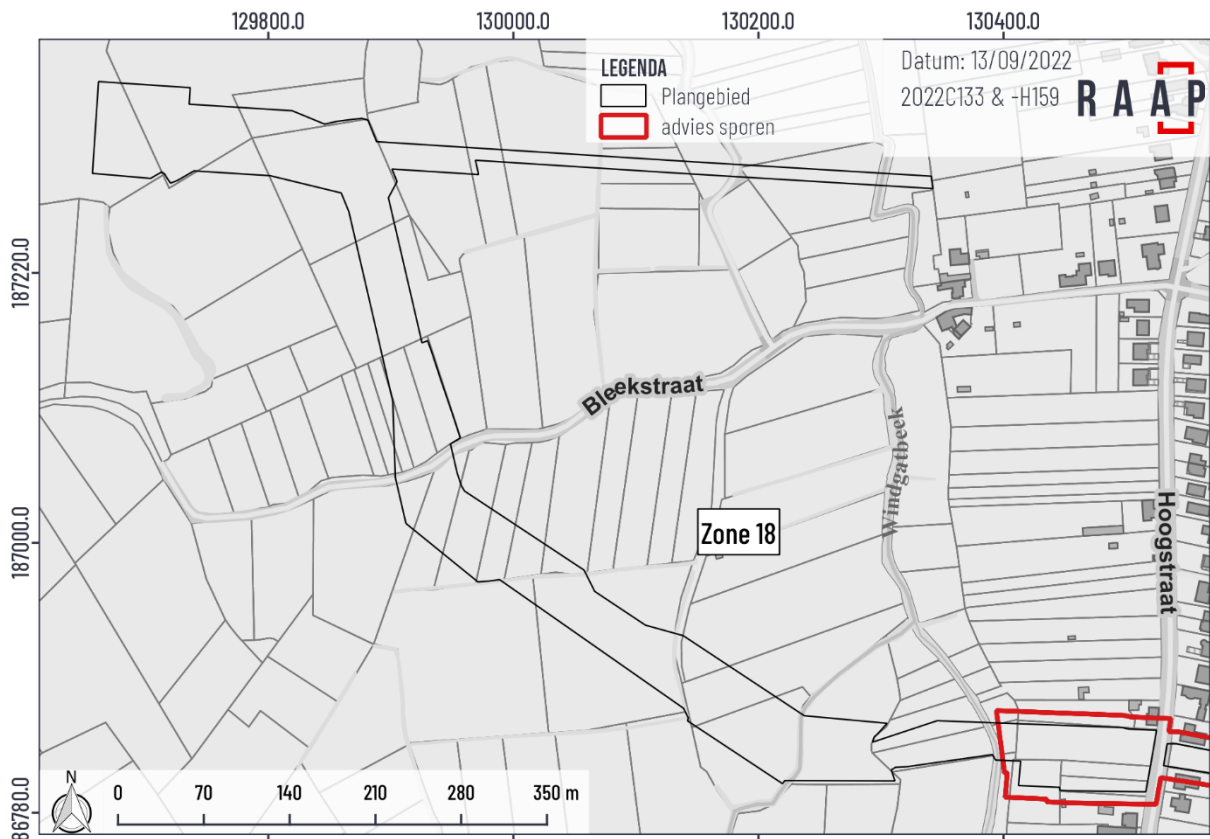 129800.0 130000.0 130200.0 130400.0
LEGENDA
Plangebied
advies sporen
Datum: 13/09/2022
2022C133 & -H159
RAAP
187220.0
187000.0
186780.0
Bleekstraat
Windgatbeek
Hoogstraat
Zone 18
N
0 70 140 210 280 350 m